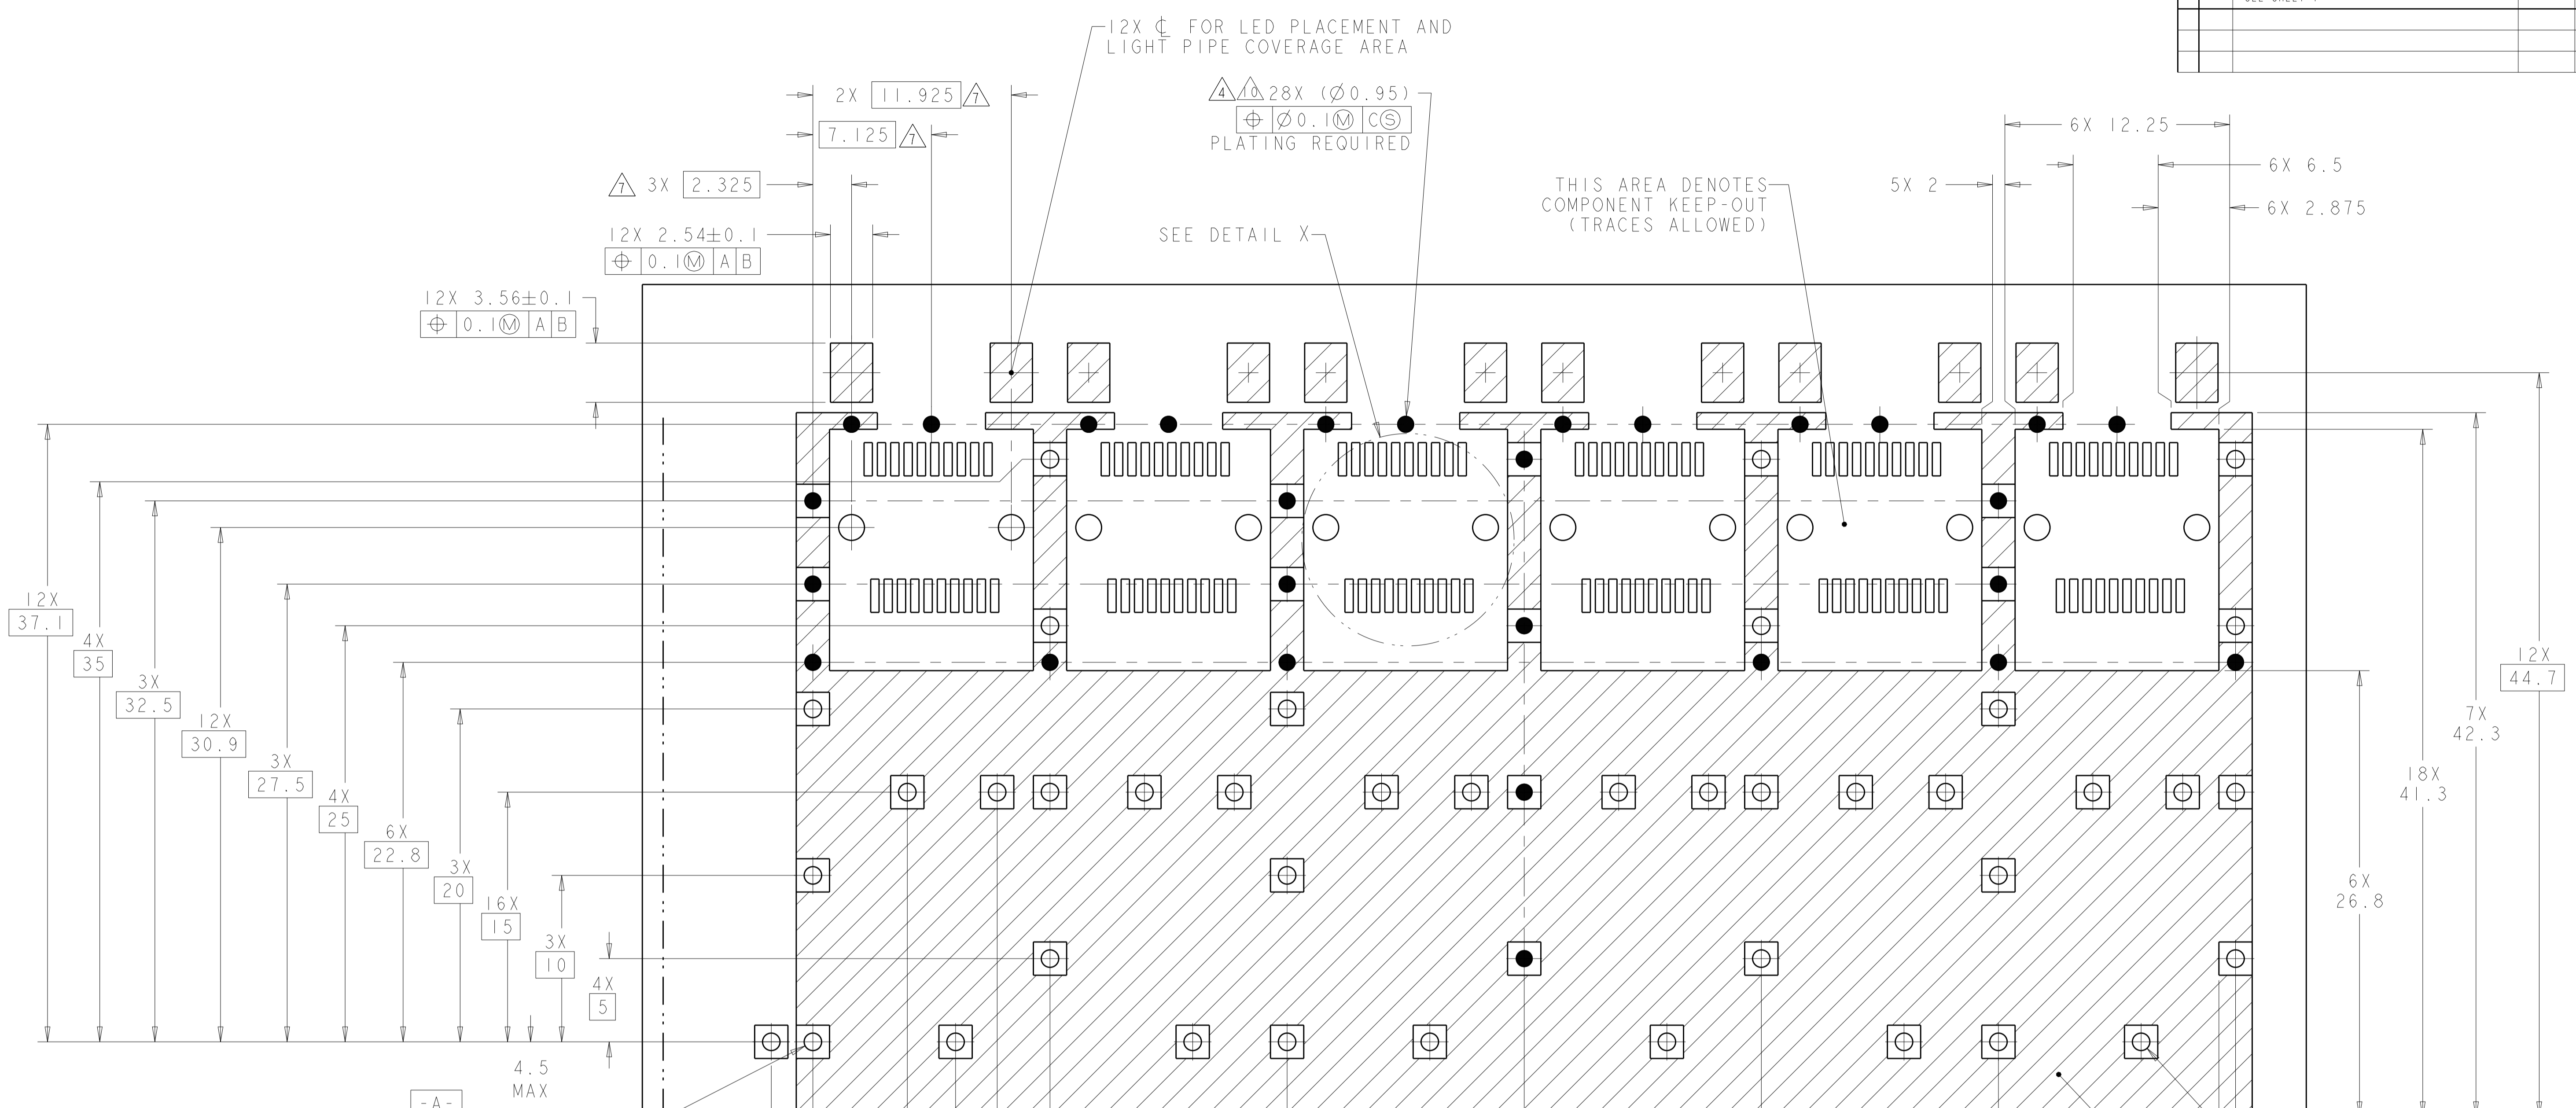 12X ℄ FOR LED PLACEMENT AND
LIGHT PIPE COVERAGE AREA
2X 11.925 7
7.125 7
7 3X 2.325
12X 2.54±0.1
⌖ 0.1Ⓜ A B
12X 3.56±0.1
⌖ 0.1Ⓜ A B
4 10 28X (Ø0.95)
⌖ Ø0.1Ⓜ CⓈ
PLATING REQUIRED
SEE DETAIL X
THIS AREA DENOTES
COMPONENT KEEP-OUT
(TRACES ALLOWED)
6X 12.25
6X 6.5
5X 2
6X 2.875
12X
37.1
4X
35
3X
32.5
12X
30.9
3X
27.5
4X
25
6X
22.8
3X
20
16X
15
3X
10
4X
5
4.5
MAX
-A-
12X
44.7
7X
42.3
18X
41.3
6X
26.8